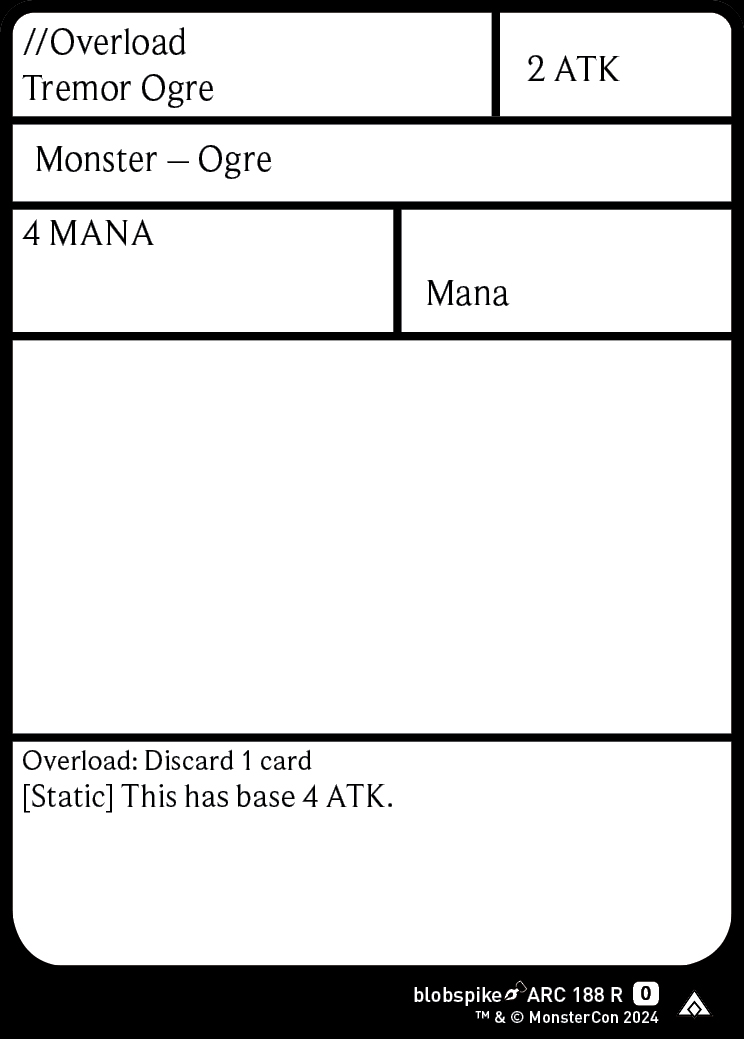 //Overload
Tremor Ogre
2 ATK
Monster – Ogre
4 MANA
Mana
Overload: Discard 1 card
[Static] This has base 4 ATK.
blobspike ARC 188 R 0
™ & © MonsterCon 2024